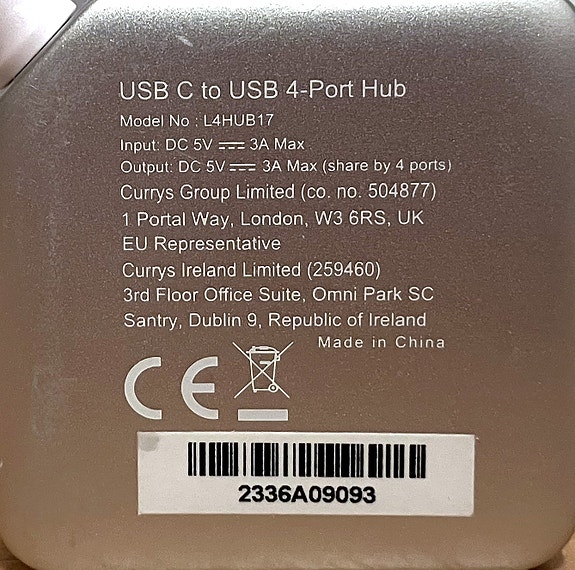 USB C to USB 4-Port Hub
Model No : L4HUB17
Input: DC 5V ⎓ 3A Max
Output: DC 5V ⎓ 3A Max (share by 4 ports)
Currys Group Limited (co. no. 504877)
1 Portal Way, London, W3 6RS, UK
EU Representative
Currys Ireland Limited (259460)
3rd Floor Office Suite, Omni Park SC
Santry, Dublin 9, Republic of Ireland
Made in China
CE
2336A09093